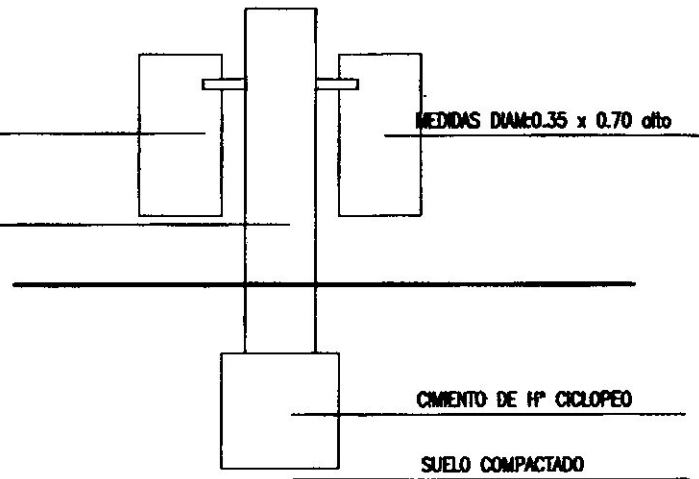 MEDIDAS DIAM:0.35 x 0.70 alto
CIMIENTO DE Hº CICLOPEO
SUELO COMPACTADO